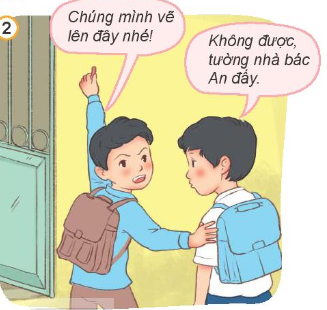 2
Chúng mình vẽ
lên đây nhé!
Không được,
tường nhà bác
An đấy.